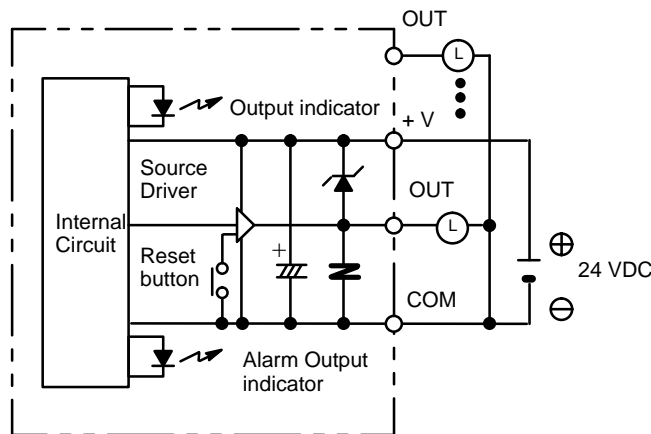 OUT
L
Output indicator
+ V
Source
Driver
OUT
Internal
Circuit
L
Reset
button
+
24 VDC
COM
Alarm Output
indicator